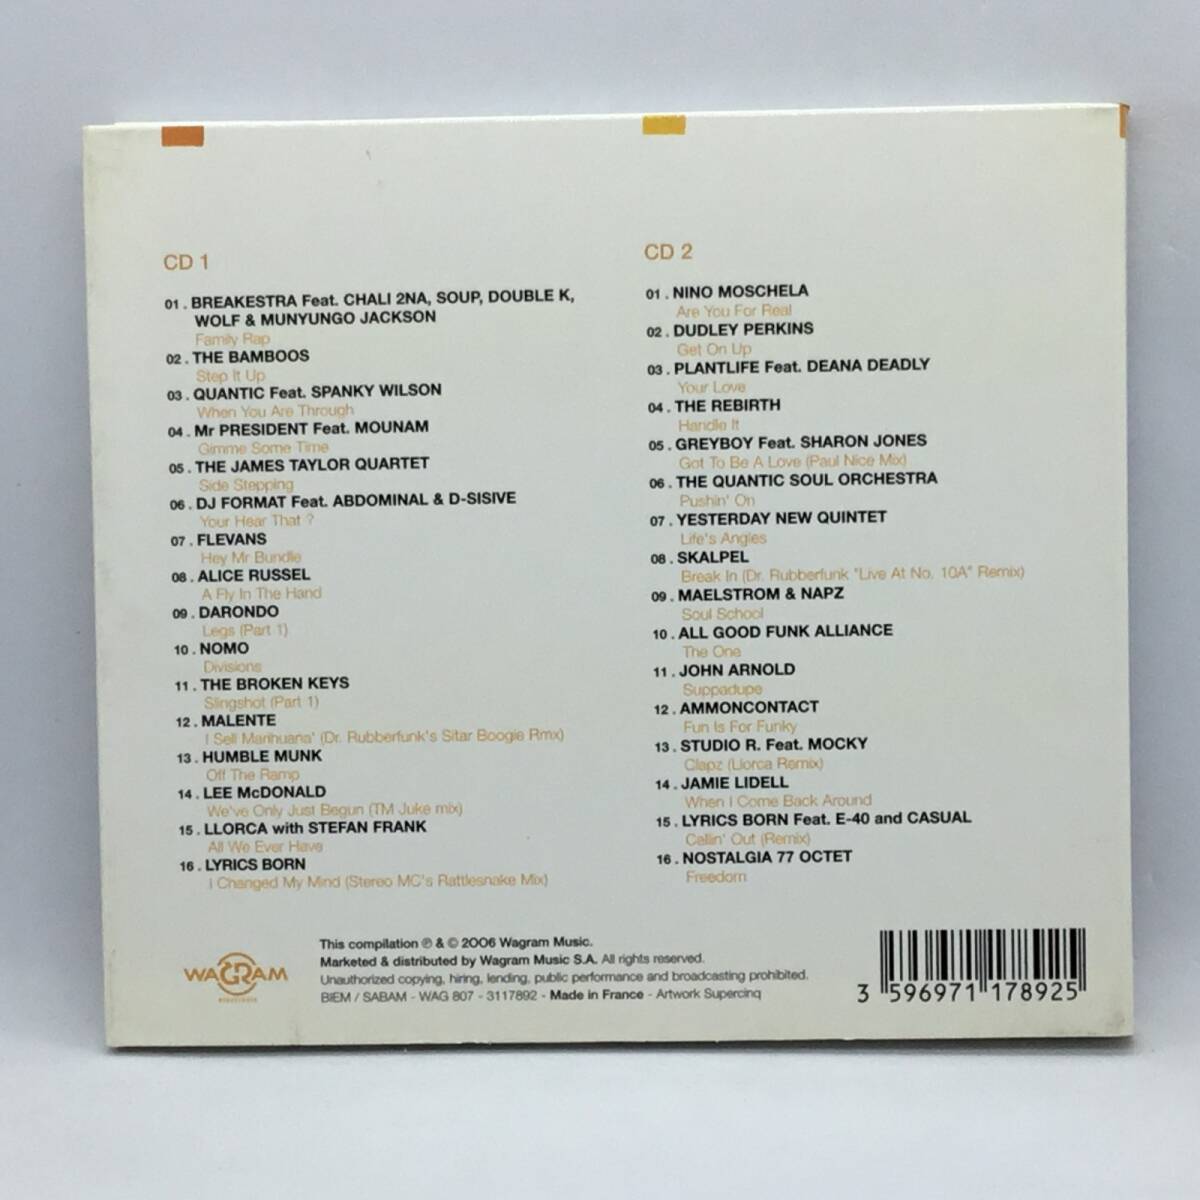 CD 1
01. BREAKESTRA Feat. CHALI 2NA, SOUP, DOUBLE K,
WOLF & MUNYUNGO JACKSON
Family Rap
02. THE BAMBOOS
Step It Up
03. QUANTIC Feat. SPANKY WILSON
When You Are Through
04. Mr PRESIDENT Feat. MOUNAM
Gimme Some Time
05. THE JAMES TAYLOR QUARTET
Side Stepping
06. DJ FORMAT Feat. ABDOMINAL & D-SISIVE
Your Hear That ?
07. FLEVANS
Hey Mr Bundle
08. ALICE RUSSEL
A Fly In The Hand
09. DARONDO
Legs (Part 1)
10. NOMO
Divisions
11. THE BROKEN KEYS
Slingshot (Part 1)
12. MALENTE
I Sell Marihuana' (Dr. Rubberfunk's Sitar Boogie Rmx)
13. HUMBLE MUNK
Off The Ramp
14. LEE McDONALD
We've Only Just Begun (TM Juke mix)
15. LLORCA with STEFAN FRANK
All We Ever Have
16. LYRICS BORN
I Changed My Mind (Stereo MC's Rattlesnake Mix)
CD 2
01. NINO MOSCHELA
Are You For Real
02. DUDLEY PERKINS
Get On Up
03. PLANTLIFE Feat. DEANA DEADLY
Your Love
04. THE REBIRTH
Handle It
05. GREYBOY Feat. SHARON JONES
Got To Be A Love (Paul Nice Mix)
06. THE QUANTIC SOUL ORCHESTRA
Pushin' On
07. YESTERDAY NEW QUINTET
Life's Angles
08. SKALPEL
Break In (Dr. Rubberfunk "Live At No. 10A" Remix)
09. MAELSTROM & NAPZ
Soul School
10. ALL GOOD FUNK ALLIANCE
The One
11. JOHN ARNOLD
Suppadupe
12. AMMONCONTACT
Fun Is For Funky
13. STUDIO R. Feat. MOCKY
Clapz (Llorca Remix)
14. JAMIE LIDELL
When I Come Back Around
15. LYRICS BORN Feat. E-40 and CASUAL
Callin' Out (Remix)
16. NOSTALGIA 77 OCTET
Freedom
WAGRAM
This compilation ℗ & © 2006 Wagram Music.
Marketed & distributed by Wagram Music S.A. All rights reserved.
Unauthorized copying, hiring, lending, public performance and broadcasting prohibited.
BIEM / SABAM - WAG 807 - 3117892 - Made in France - Artwork Supercinq
3 596971 178925